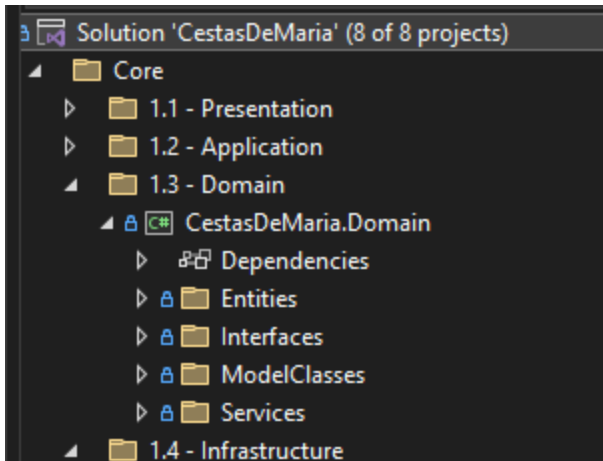 Solution 'CestasDeMaria' (8 of 8 projects)
Core
1.1 - Presentation
1.2 - Application
1.3 - Domain
C# CestasDeMaria.Domain
Dependencies
Entities
Interfaces
ModelClasses
Services
1.4 - Infrastructure